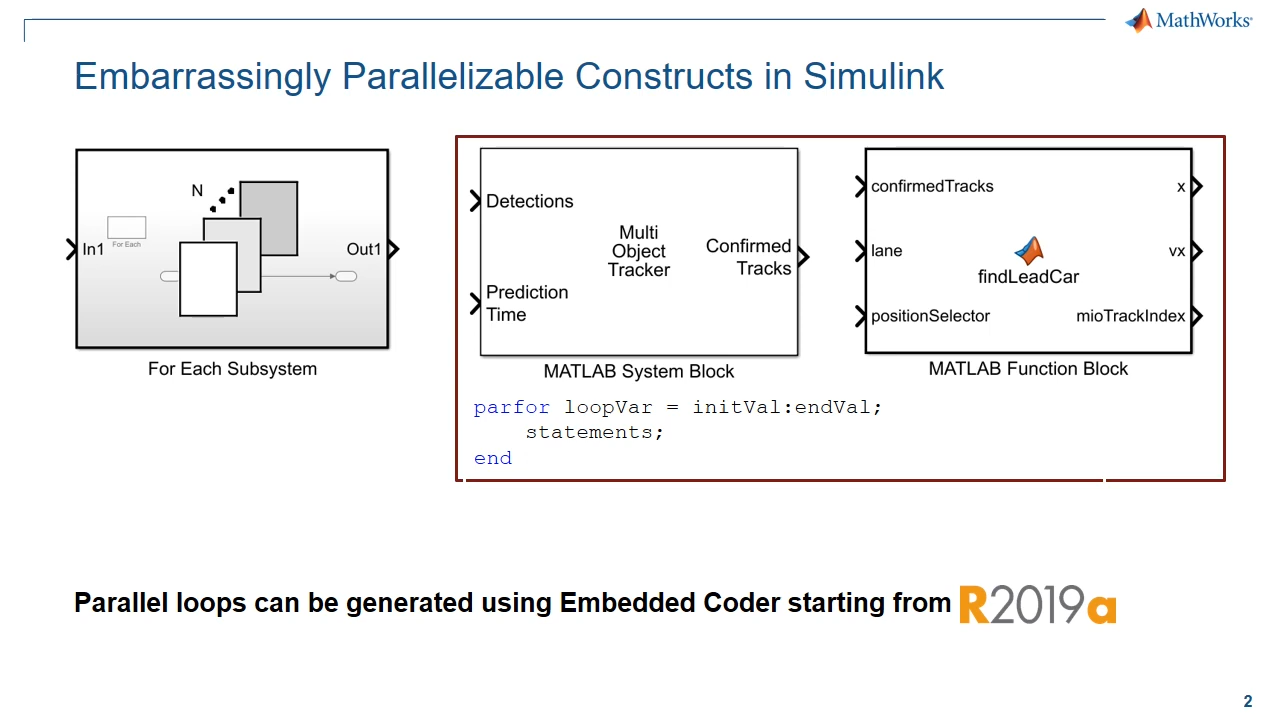 MathWorks®
Embarrassingly Parallelizable Constructs in Simulink
N
For Each
In1
Out1
For Each Subsystem
Detections
Prediction
Time
Multi
Object
Tracker
Confirmed
Tracks
MATLAB System Block
confirmedTracks
lane
positionSelector
findLeadCar
x
vx
mioTrackIndex
MATLAB Function Block
parfor loopVar = initVal:endVal;
statements;
end
Parallel loops can be generated using Embedded Coder starting from R2019a
2